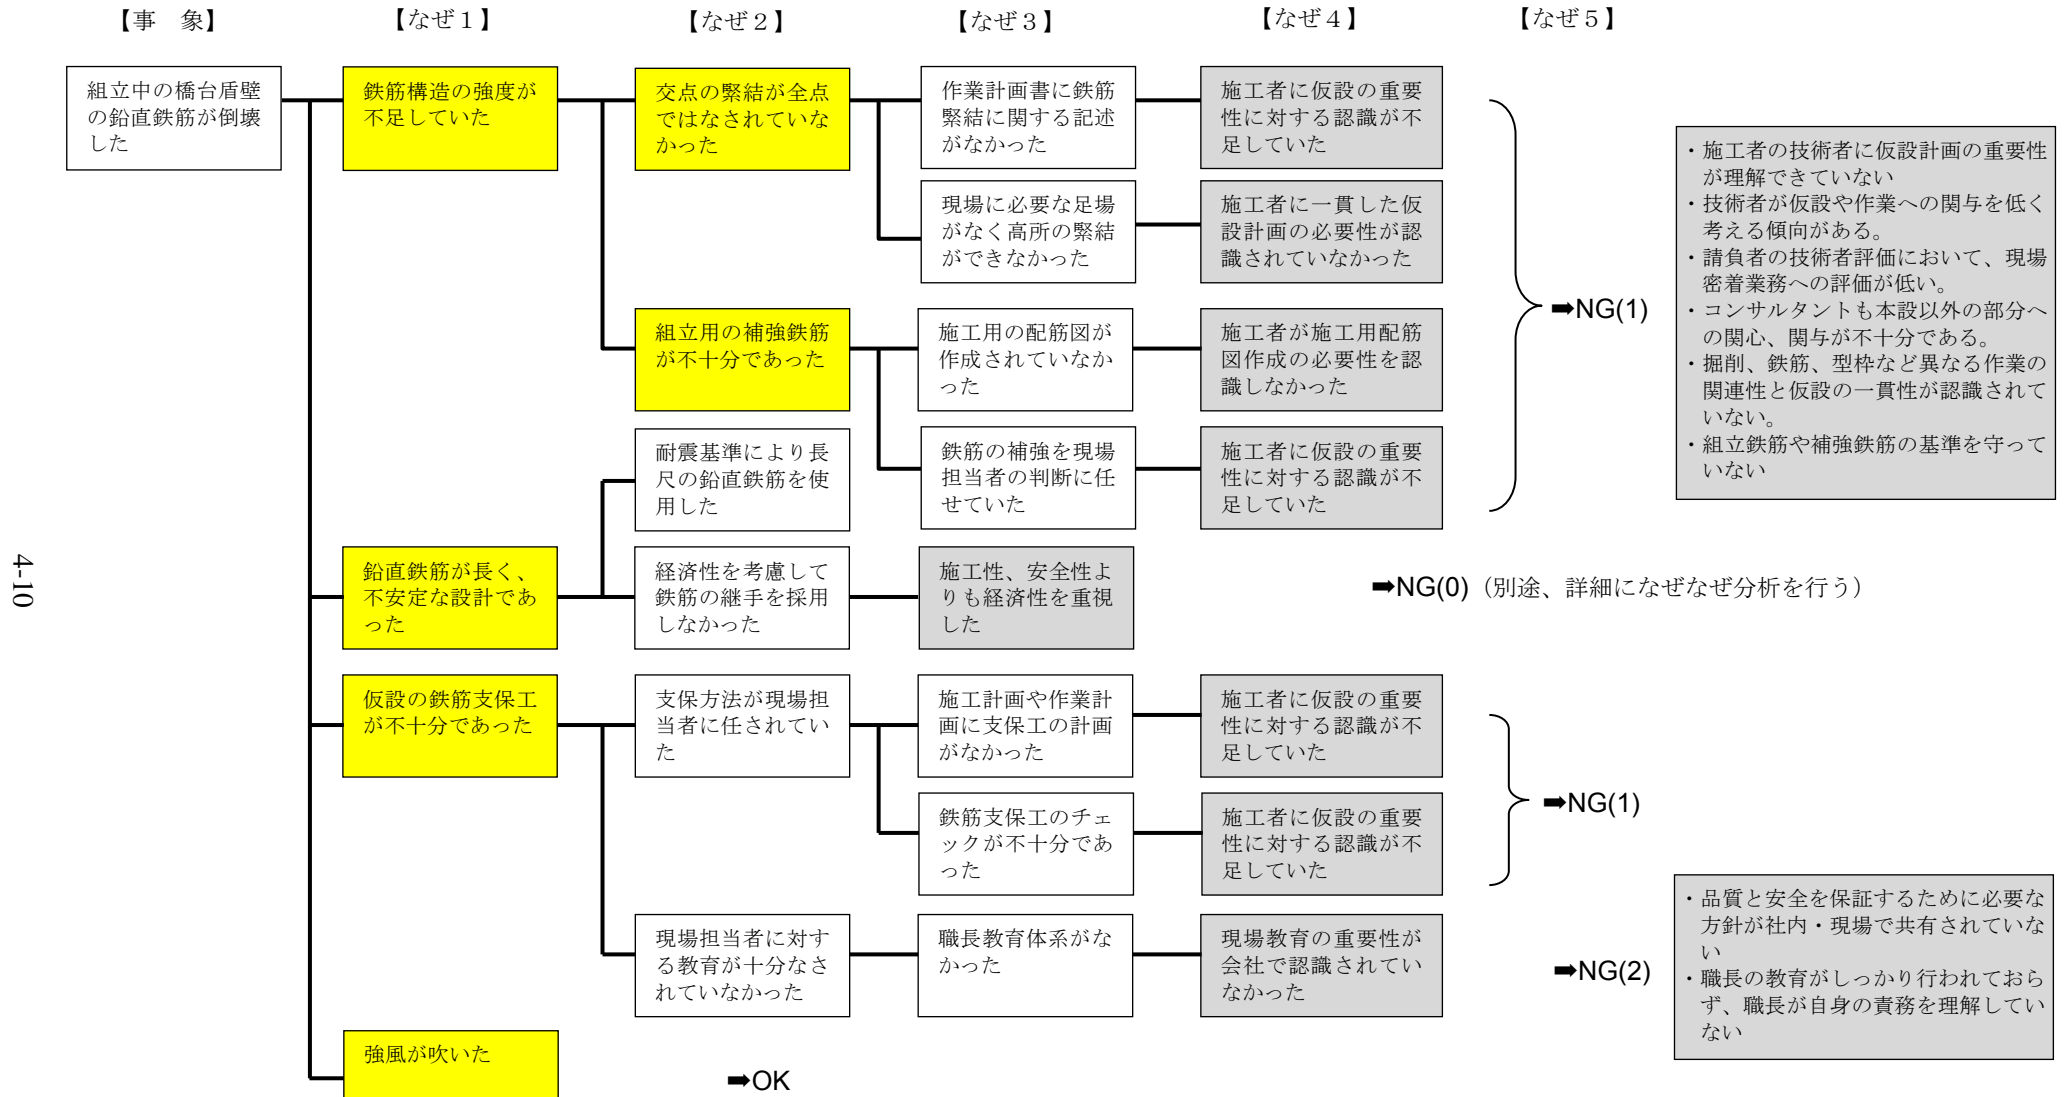 【事　象】
【なぜ１】
【なぜ２】
【なぜ３】
【なぜ４】
【なぜ５】
組立中の橋台盾壁
の鉛直鉄筋が倒壊
した
鉄筋構造の強度が
不足していた
交点の緊結が全点
ではなされていな
かった
作業計画書に鉄筋
緊結に関する記述
がなかった
施工者に仮設の重要
性に対する認識が不
足していた
現場に必要な足場
がなく高所の緊結
ができなかった
施工者に一貫した仮
設計画の必要性が認
識されていなかった
組立用の補強鉄筋
が不十分であった
施工用の配筋図が
作成されていなか
った
施工者が施工用配筋
図作成の必要性を認
識しなかった
鉄筋の補強を現場
担当者の判断に任
せていた
施工者に仮設の重要
性に対する認識が不
足していた
➡NG(1)
・施工者の技術者に仮設計画の重要性
が理解できていない
・技術者が仮設や作業への関与を低く
考える傾向がある。
・請負者の技術者評価において、現場
密着業務への評価が低い。
・コンサルタントも本設以外の部分へ
の関心、関与が不十分である。
・掘削、鉄筋、型枠など異なる作業の
関連性と仮設の一貫性が認識されて
いない。
・組立鉄筋や補強鉄筋の基準を守って
いない
鉛直鉄筋が長く、
不安定な設計であ
った
耐震基準により長
尺の鉛直鉄筋を使
用した
経済性を考慮して
鉄筋の継手を採用
しなかった
施工性、安全性よ
りも経済性を重視
した
➡NG(0)（別途、詳細になぜなぜ分析を行う）
仮設の鉄筋支保工
が不十分であった
支保方法が現場担
当者に任されてい
た
施工計画や作業計
画に支保工の計画
がなかった
施工者に仮設の重要
性に対する認識が不
足していた
鉄筋支保工のチェ
ックが不十分であ
った
施工者に仮設の重要
性に対する認識が不
足していた
➡NG(1)
現場担当者に対す
る教育が十分なさ
れていなかった
職長教育体系がな
かった
現場教育の重要性が
会社で認識されてい
なかった
➡NG(2)
・品質と安全を保証するために必要な
方針が社内・現場で共有されていな
い
・職長の教育がしっかり行われておら
ず、職長が自身の責務を理解してい
ない
強風が吹いた
➡OK
4-10